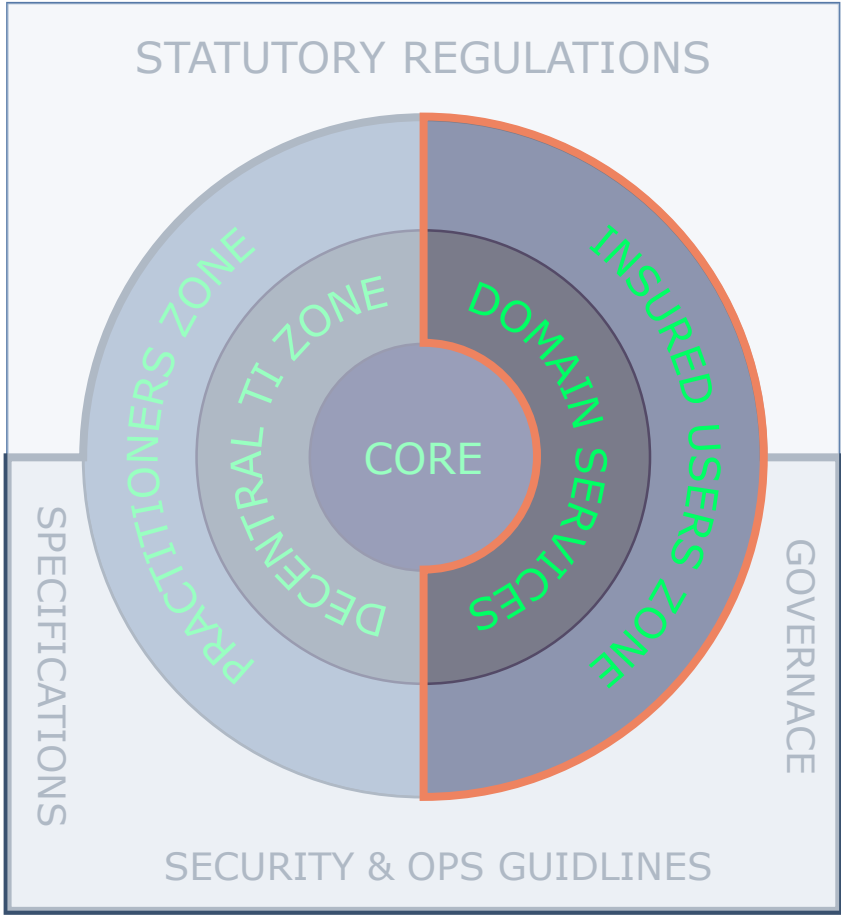 STATUTORY REGULATIONS
PRACTITIONERS ZONE
DECENTRAL TI ZONE
CORE
DOMAIN SERVICES
INSURED USERS ZONE
SPECIFICATIONS
GOVERNACE
SECURITY & OPS GUIDLINES